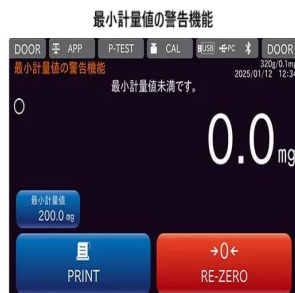 最小計量値の警告機能
DOOR APP P-TEST CAL USB PC DOOR
最小計量値の警告機能 320g/0.1mg
2025/01/12 12:34
最小計量値未満です。
0.0 mg
最小計量値
200.0 mg
PRINT
→0← RE-ZERO